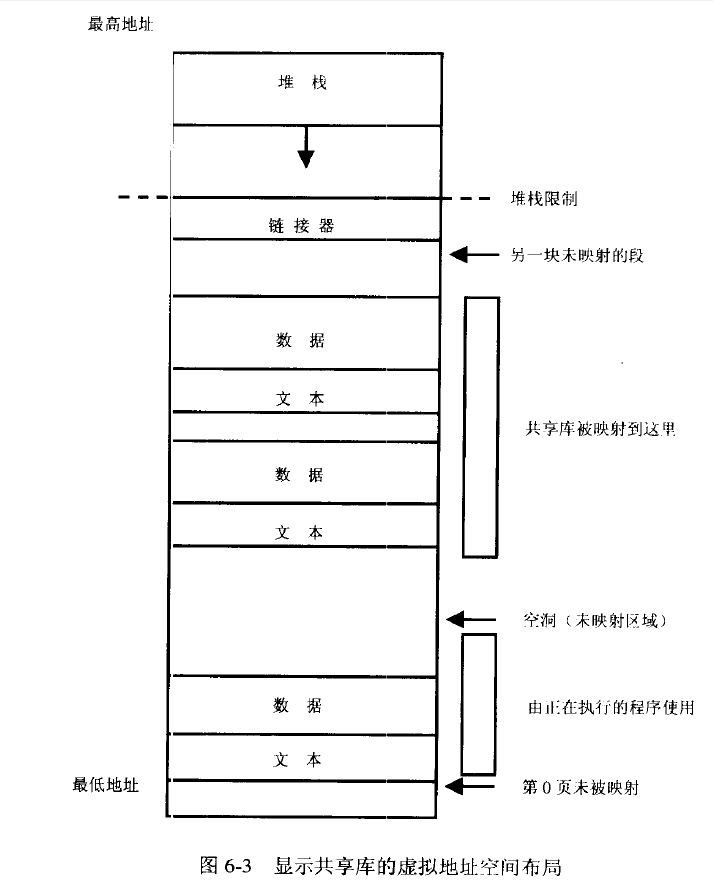 最高地址
堆 栈
堆栈限制
链 接 器
另一块未映射的段
数 据
文 本
共享库被映射到这里
数 据
文 本
空洞（未映射区域）
数 据
由正在执行的程序使用
文 本
最低地址
第 0 页未被映射
图 6-3 显示共享库的虚拟地址空间布局